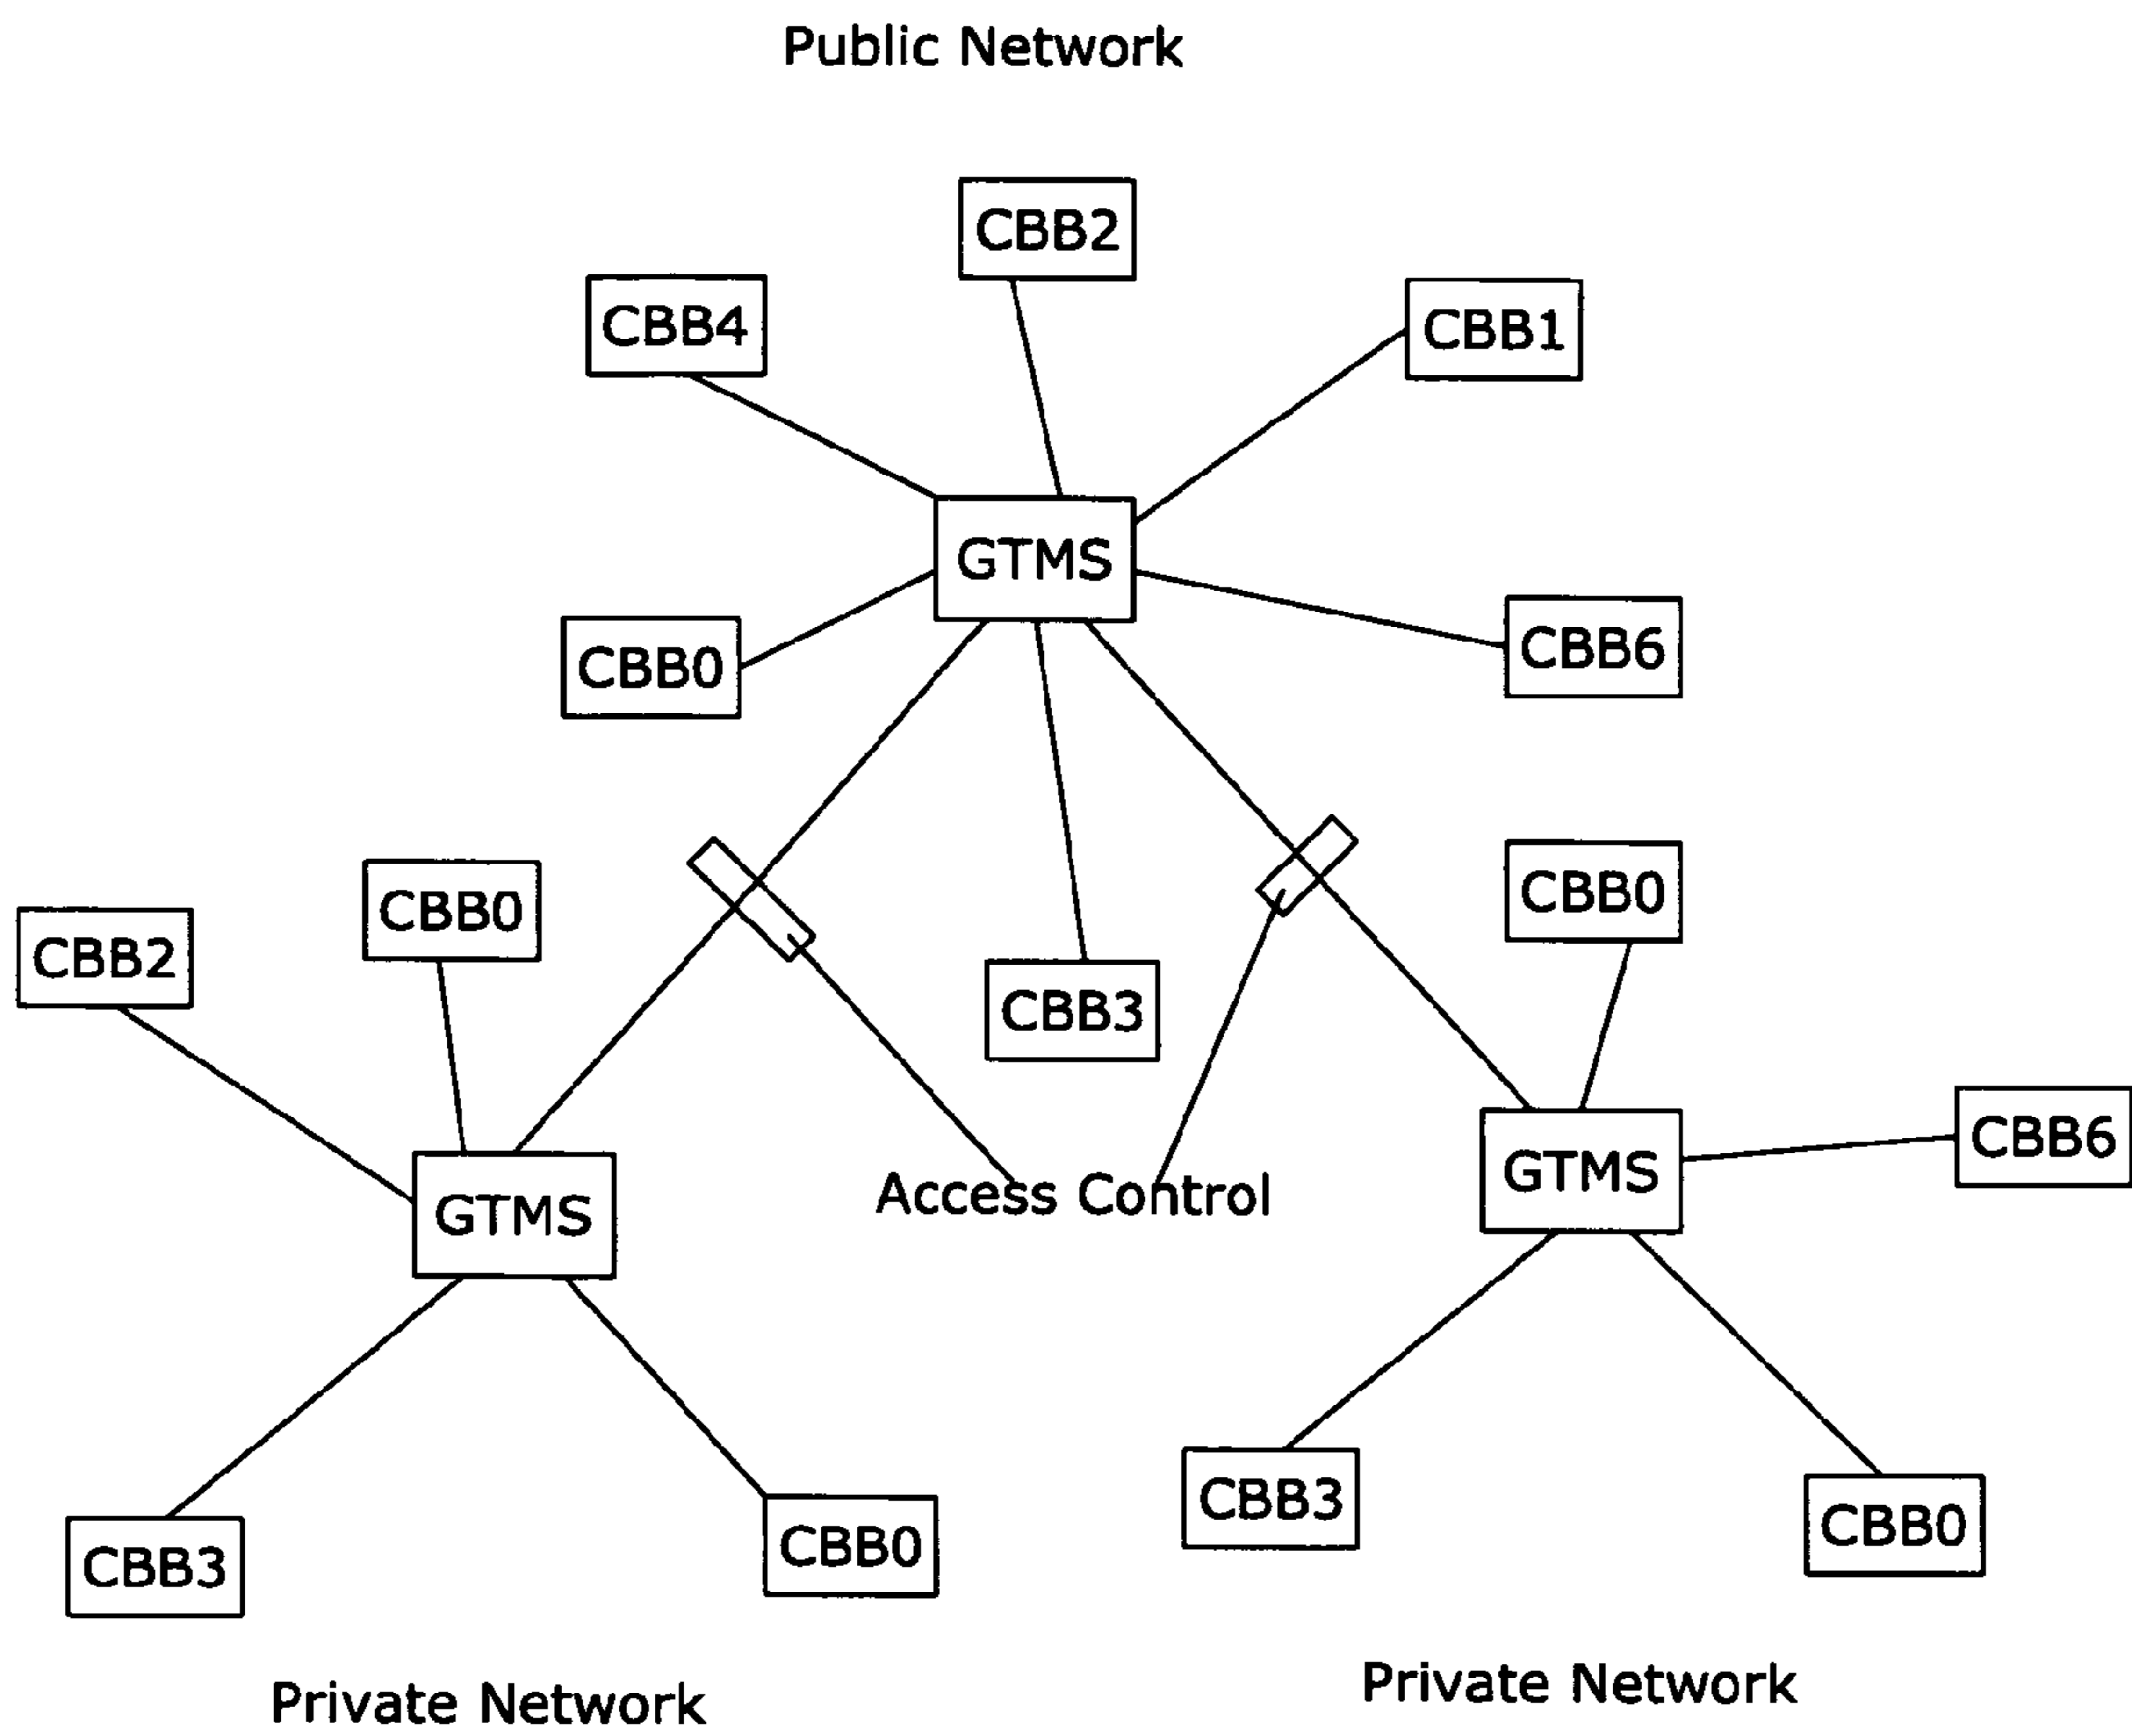 Public Network
CBB2
CBB4
CBB1
GTMS
CBB0
CBB6
CBB0
CBB0
CBB2
CBB3
CBB6
GTMS
Access Control
GTMS
CBB3
CBB0
CBB0
CBB3
Private Network
Private Network